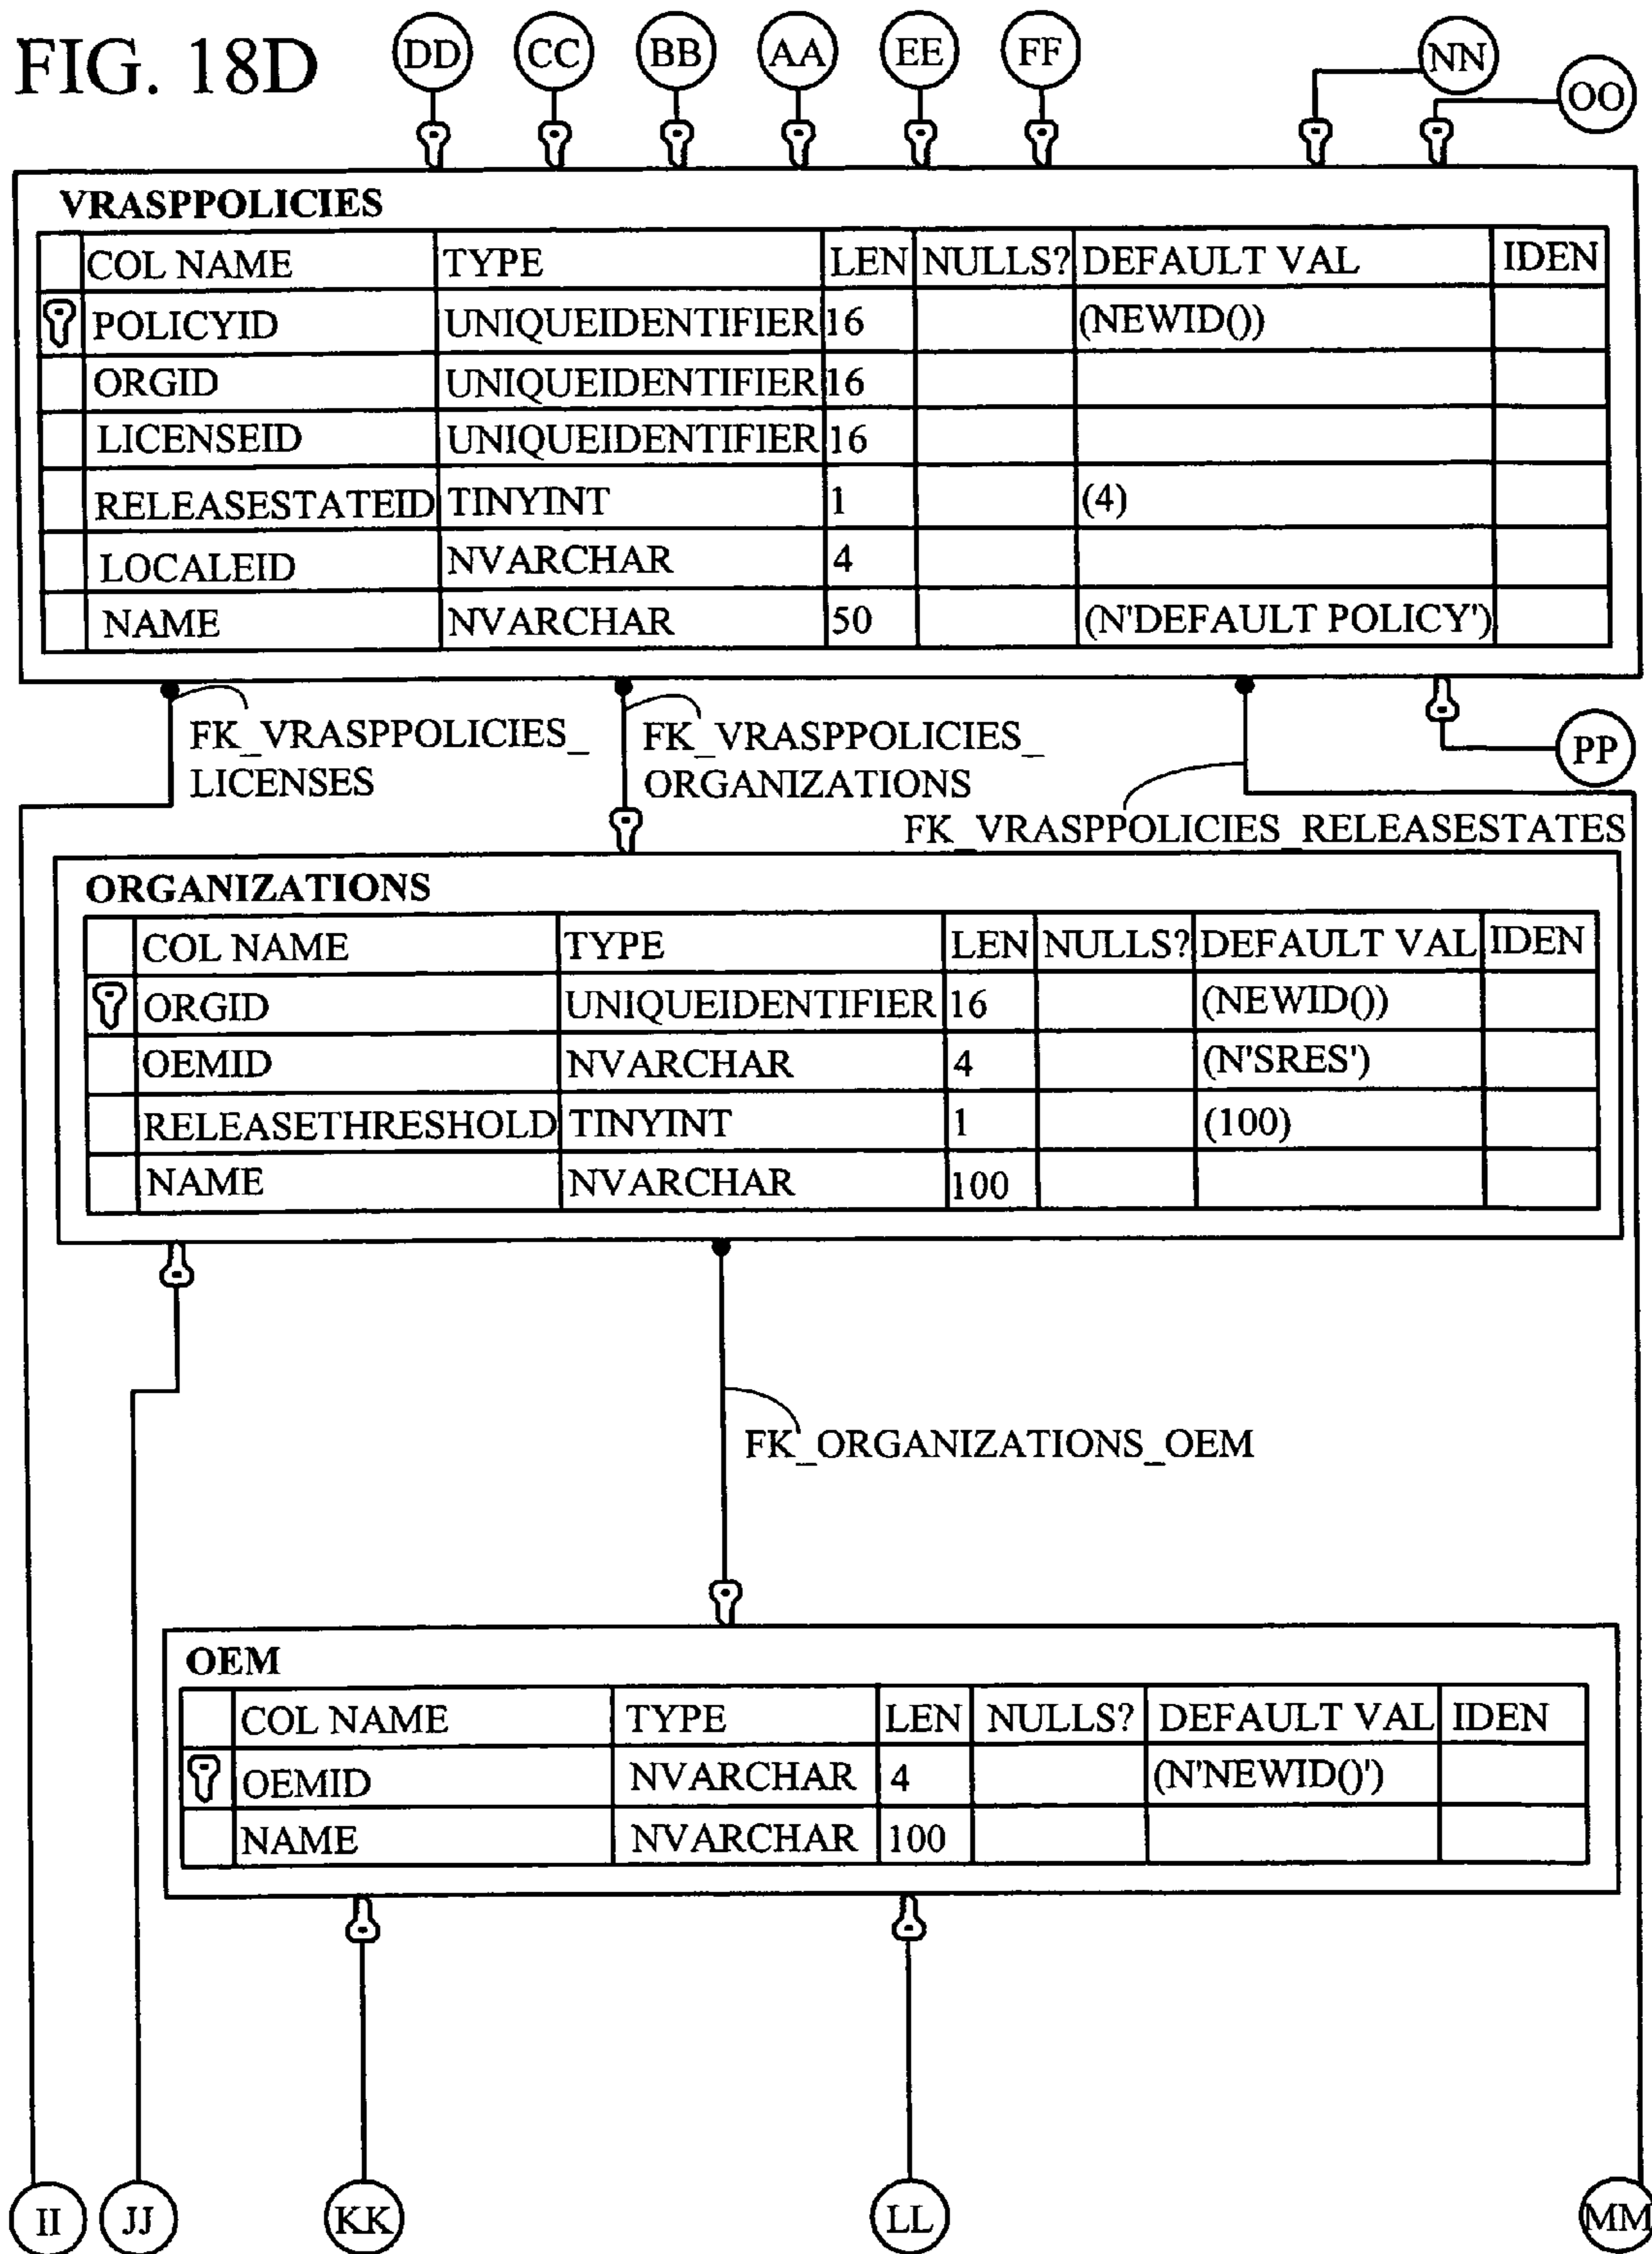 FIG. 18D DD CC BB AA EE FF NN OO
VRASPPOLICIES
COL NAME TYPE LEN NULLS? DEFAULT VAL IDEN
POLICYID UNIQUEIDENTIFIER 16 (NEWID())
ORGID UNIQUEIDENTIFIER 16
LICENSEID UNIQUEIDENTIFIER 16
RELEASESTATEID TINYINT 1 (4)
LOCALEID NVARCHAR 4
NAME NVARCHAR 50 (N'DEFAULT POLICY')
FK_VRASPPOLICIES_
LICENSES
FK_VRASPPOLICIES_
ORGANIZATIONS
PP
FK_VRASPPOLICIES_RELEASESTATES
ORGANIZATIONS
COL NAME TYPE LEN NULLS? DEFAULT VAL IDEN
ORGID UNIQUEIDENTIFIER 16 (NEWID())
OEMID NVARCHAR 4 (N'SRES')
RELEASETHRESHOLD TINYINT 1 (100)
NAME NVARCHAR 100
FK_ORGANIZATIONS_OEM
OEM
COL NAME TYPE LEN NULLS? DEFAULT VAL IDEN
OEMID NVARCHAR 4 (N'NEWID()')
NAME NVARCHAR 100
II JJ KK LL MM